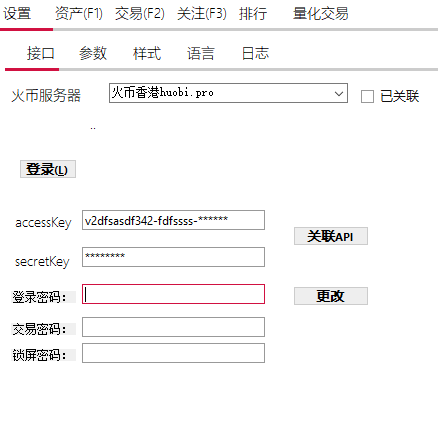 设置 资产(F1) 交易(F2) 关注(F3) 排行 量化交易
接口 参数 样式 语言 日志
火币服务器 火币香港huobi.pro 已关联
..
登录(L)
accessKey v2dfsasdf342-fdfssss-******
关联API
secretKey ********
登录密码: 更改
交易密码:
锁屏密码: